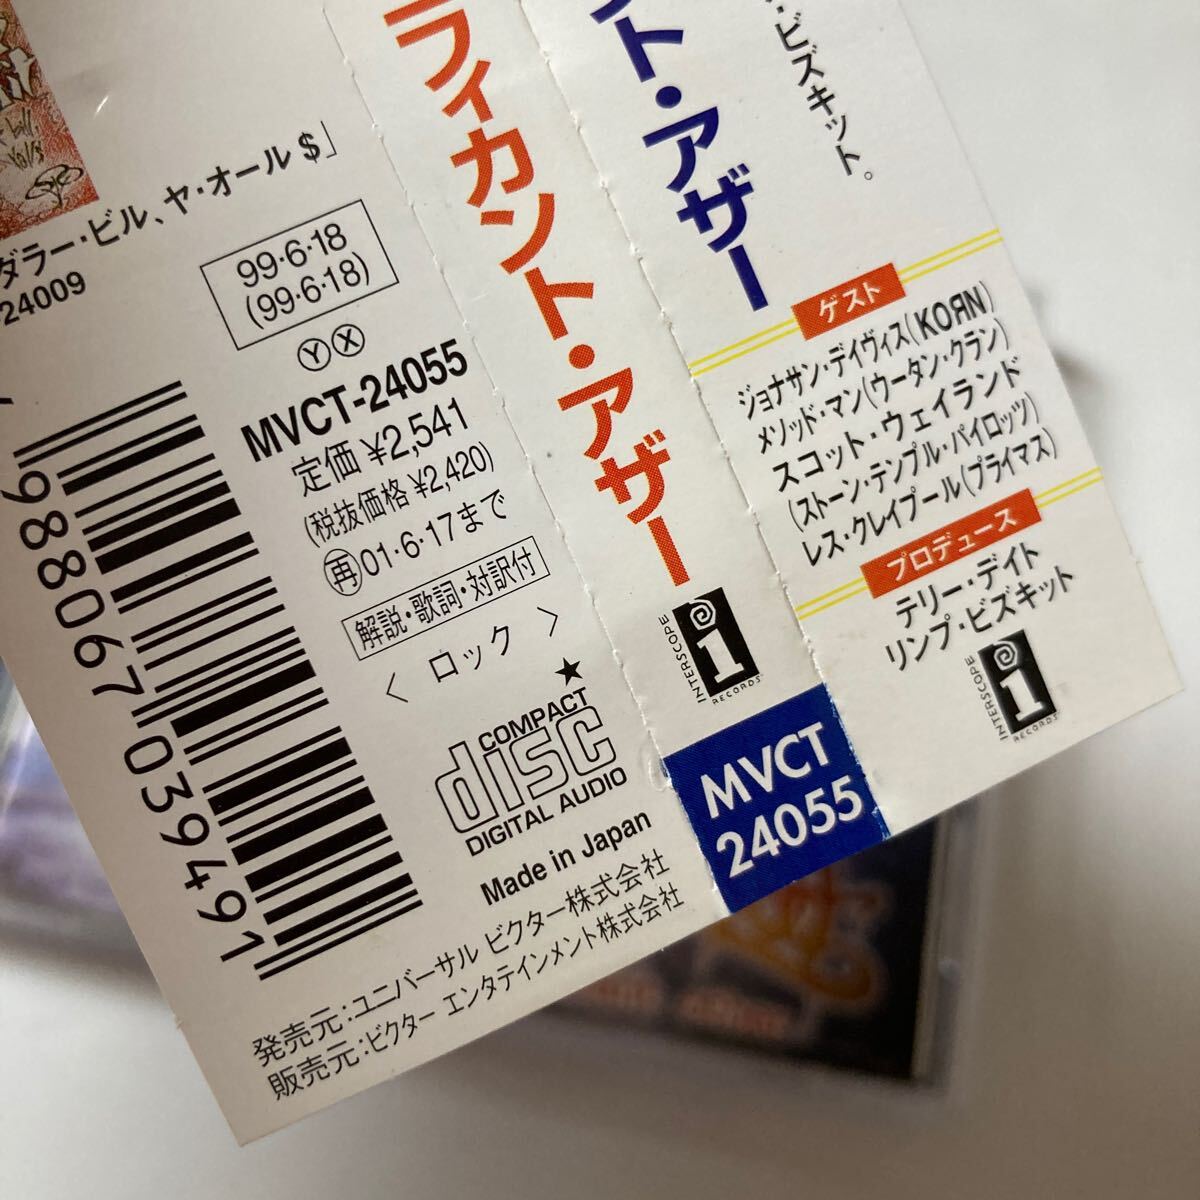 ダラー・ビル、ヤ・オール $」
24009
99・6・18
(99・6・18)
Ⓨ Ⓧ
MVCT-24055
定価 ¥2,541
(税抜価格¥2,420)
再 01・6・17まで
解説・歌詞・対訳付
〈 ロック 〉
★
COMPACT
disc
DIGITAL AUDIO
Made in Japan
発売元:ユニバーサル ビクター株式会社
販売元:ビクター エンタテインメント株式会社
988067 039491
フィカント・アザー
INTERSCOPE
i
RECORDS
MVCT
24055
ント・アザー
・ビズキット。
ゲスト
ジョナサン・デイヴィス(KOЯN)
メソッド・マン(ウータン・クラン)
スコット・ウェイランド
(ストーン・テンプル・パイロッツ)
レス・クレイプール(プライマス)
プロデュース
テリー・デイト
リンプ・ビズキット
INTERSCOPE
i
RECORDS